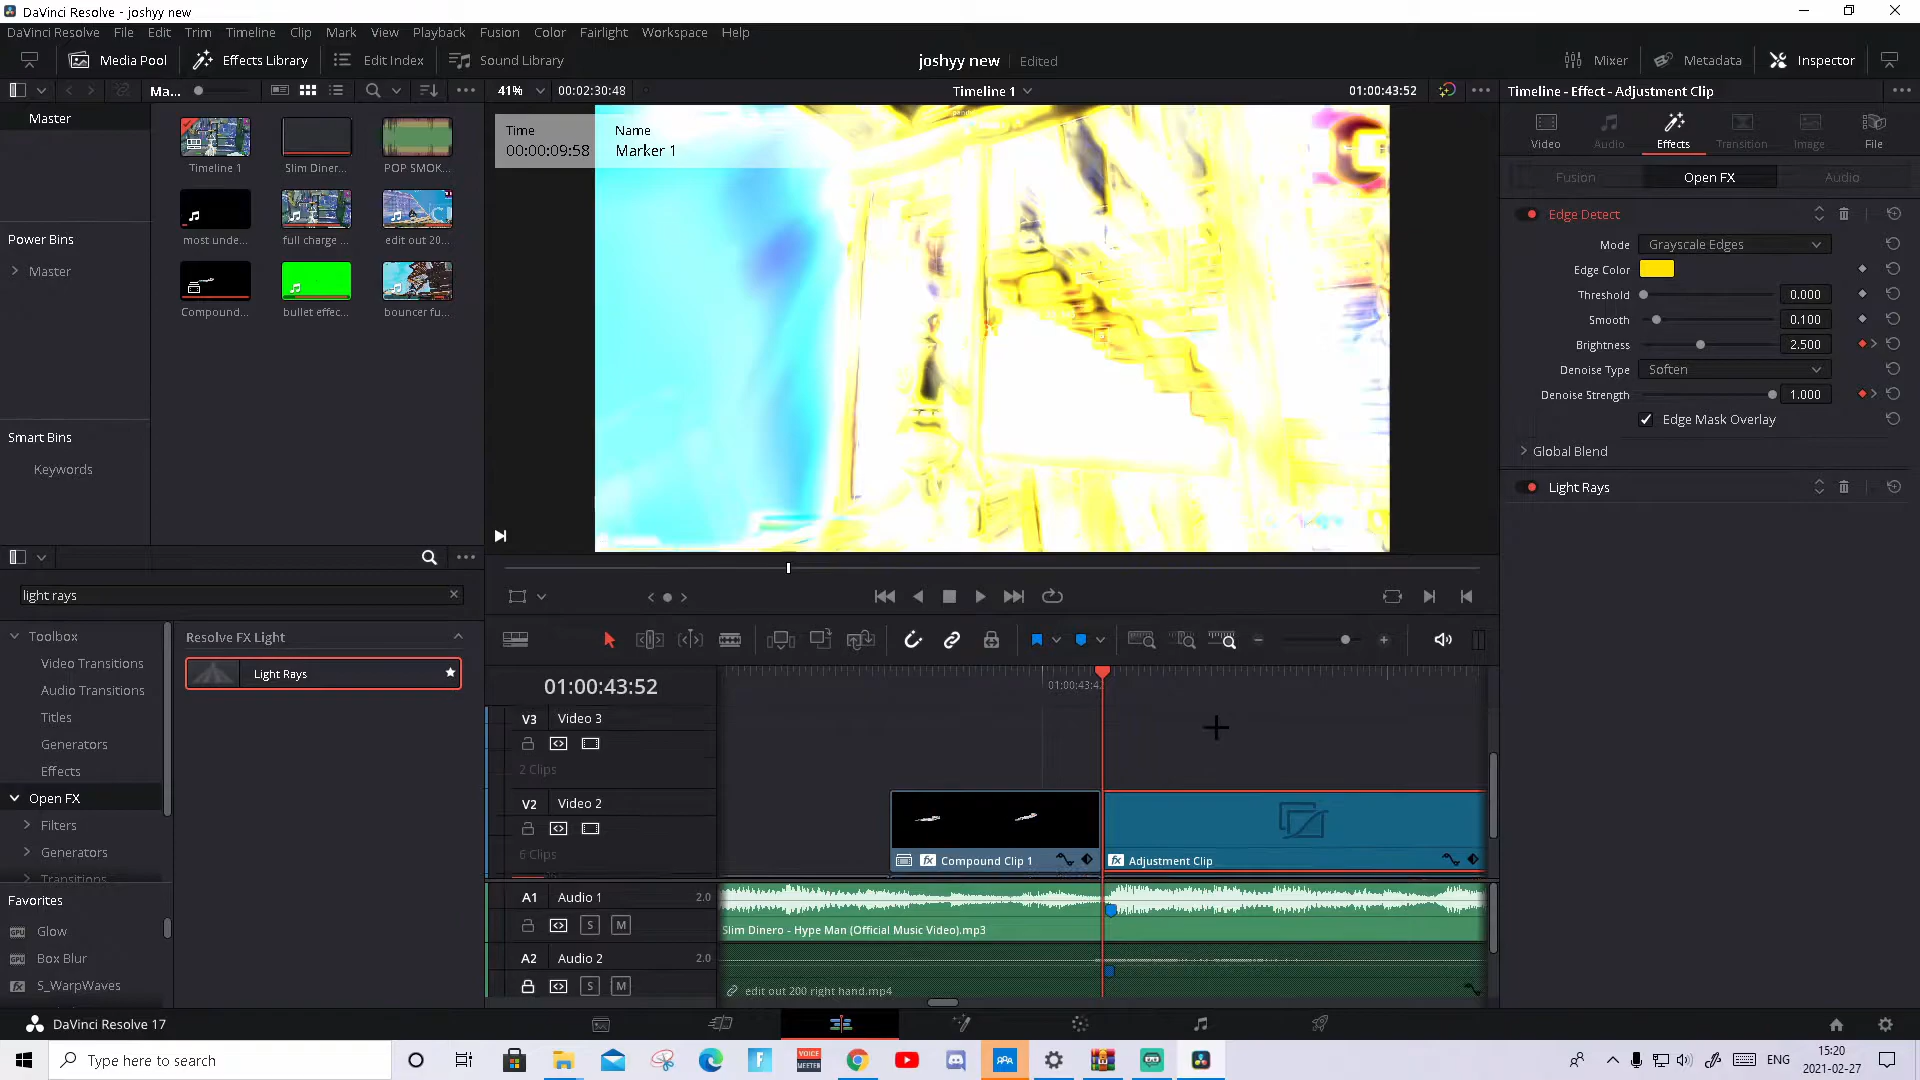 DaVinci Resolve - joshyy new
DaVinci Resolve File Edit Trim Timeline Clip Mark View Playback Fusion Color Fairlight Workspace Help
Media Pool Effects Library Edit Index Sound Library joshyy new Edited Mixer Metadata Inspector
Ma... 41% 00:02:30:48 Timeline 1 01:00:43:52 Timeline - Effect - Adjustment Clip
Master
Timeline 1 Slim Diner... POP SMOK...
most unde... full charge ... edit out 20...
Compound... bullet effec... bouncer fu...
Power Bins
Master
Smart Bins
Keywords
Time Name
00:00:09:58 Marker 1
Video Audio Effects Transition Image File
Fusion Open FX Audio
Edge Detect
Mode Grayscale Edges
Edge Color
Threshold 0.000
Smooth 0.100
Brightness 2.500
Denoise Type Soften
Denoise Strength 1.000
Edge Mask Overlay
Global Blend
Light Rays
light rays
Toolbox
Video Transitions
Audio Transitions
Titles
Generators
Effects
Open FX
Filters
Generators
Transitions
Favorites
Glow
Box Blur
S_WarpWaves
Resolve FX Light
Light Rays
01:00:43:52 01:00:43:4
V3 Video 3
2 Clips
V2 Video 2
6 Clips
Compound Clip 1 Adjustment Clip
A1 Audio 1 2.0
S M
Slim Dinero - Hype Man (Official Music Video).mp3
A2 Audio 2 2.0
S M
edit out 200 right hand.mp4
DaVinci Resolve 17
Type here to search
VOICE MEETER
ENG
15:20
2021-02-27